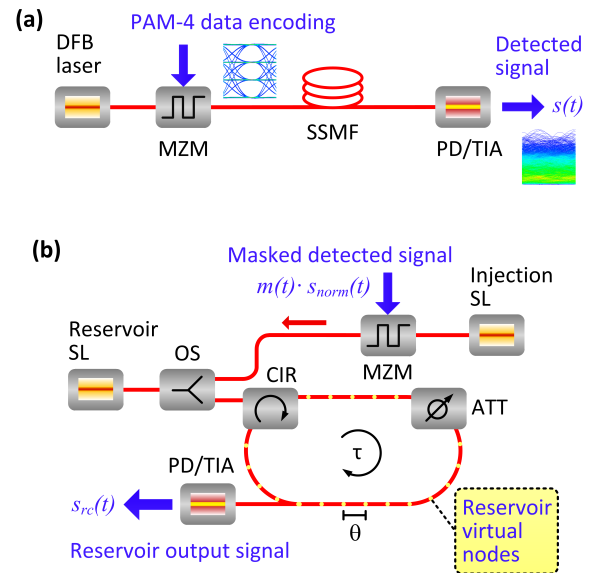 (a)
PAM-4 data encoding
DFB
laser
MZM
SSMF
PD/TIA
Detected
signal
s(t)
(b)
Masked detected signal
m(t)· s_norm(t)
Injection
SL
Reservoir
SL
OS
CIR
MZM
ATT
τ
PD/TIA
s_rc(t)
Reservoir output signal
θ
Reservoir
virtual
nodes